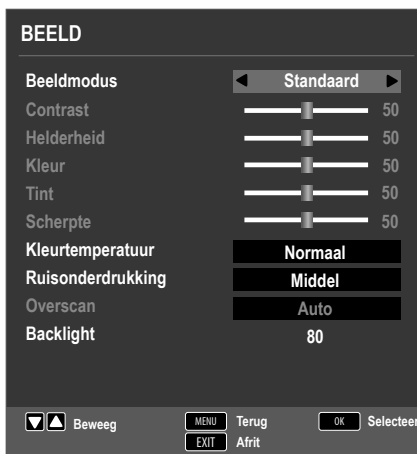 BEELD
Beeldmodus Standaard
Contrast 50
Helderheid 50
Kleur 50
Tint 50
Scherpte 50
Kleurtemperatuur Normaal
Ruisonderdrukking Middel
Overscan Auto
Backlight 80
Beweeg MENU Terug OK Selecteer
EXIT Afrit